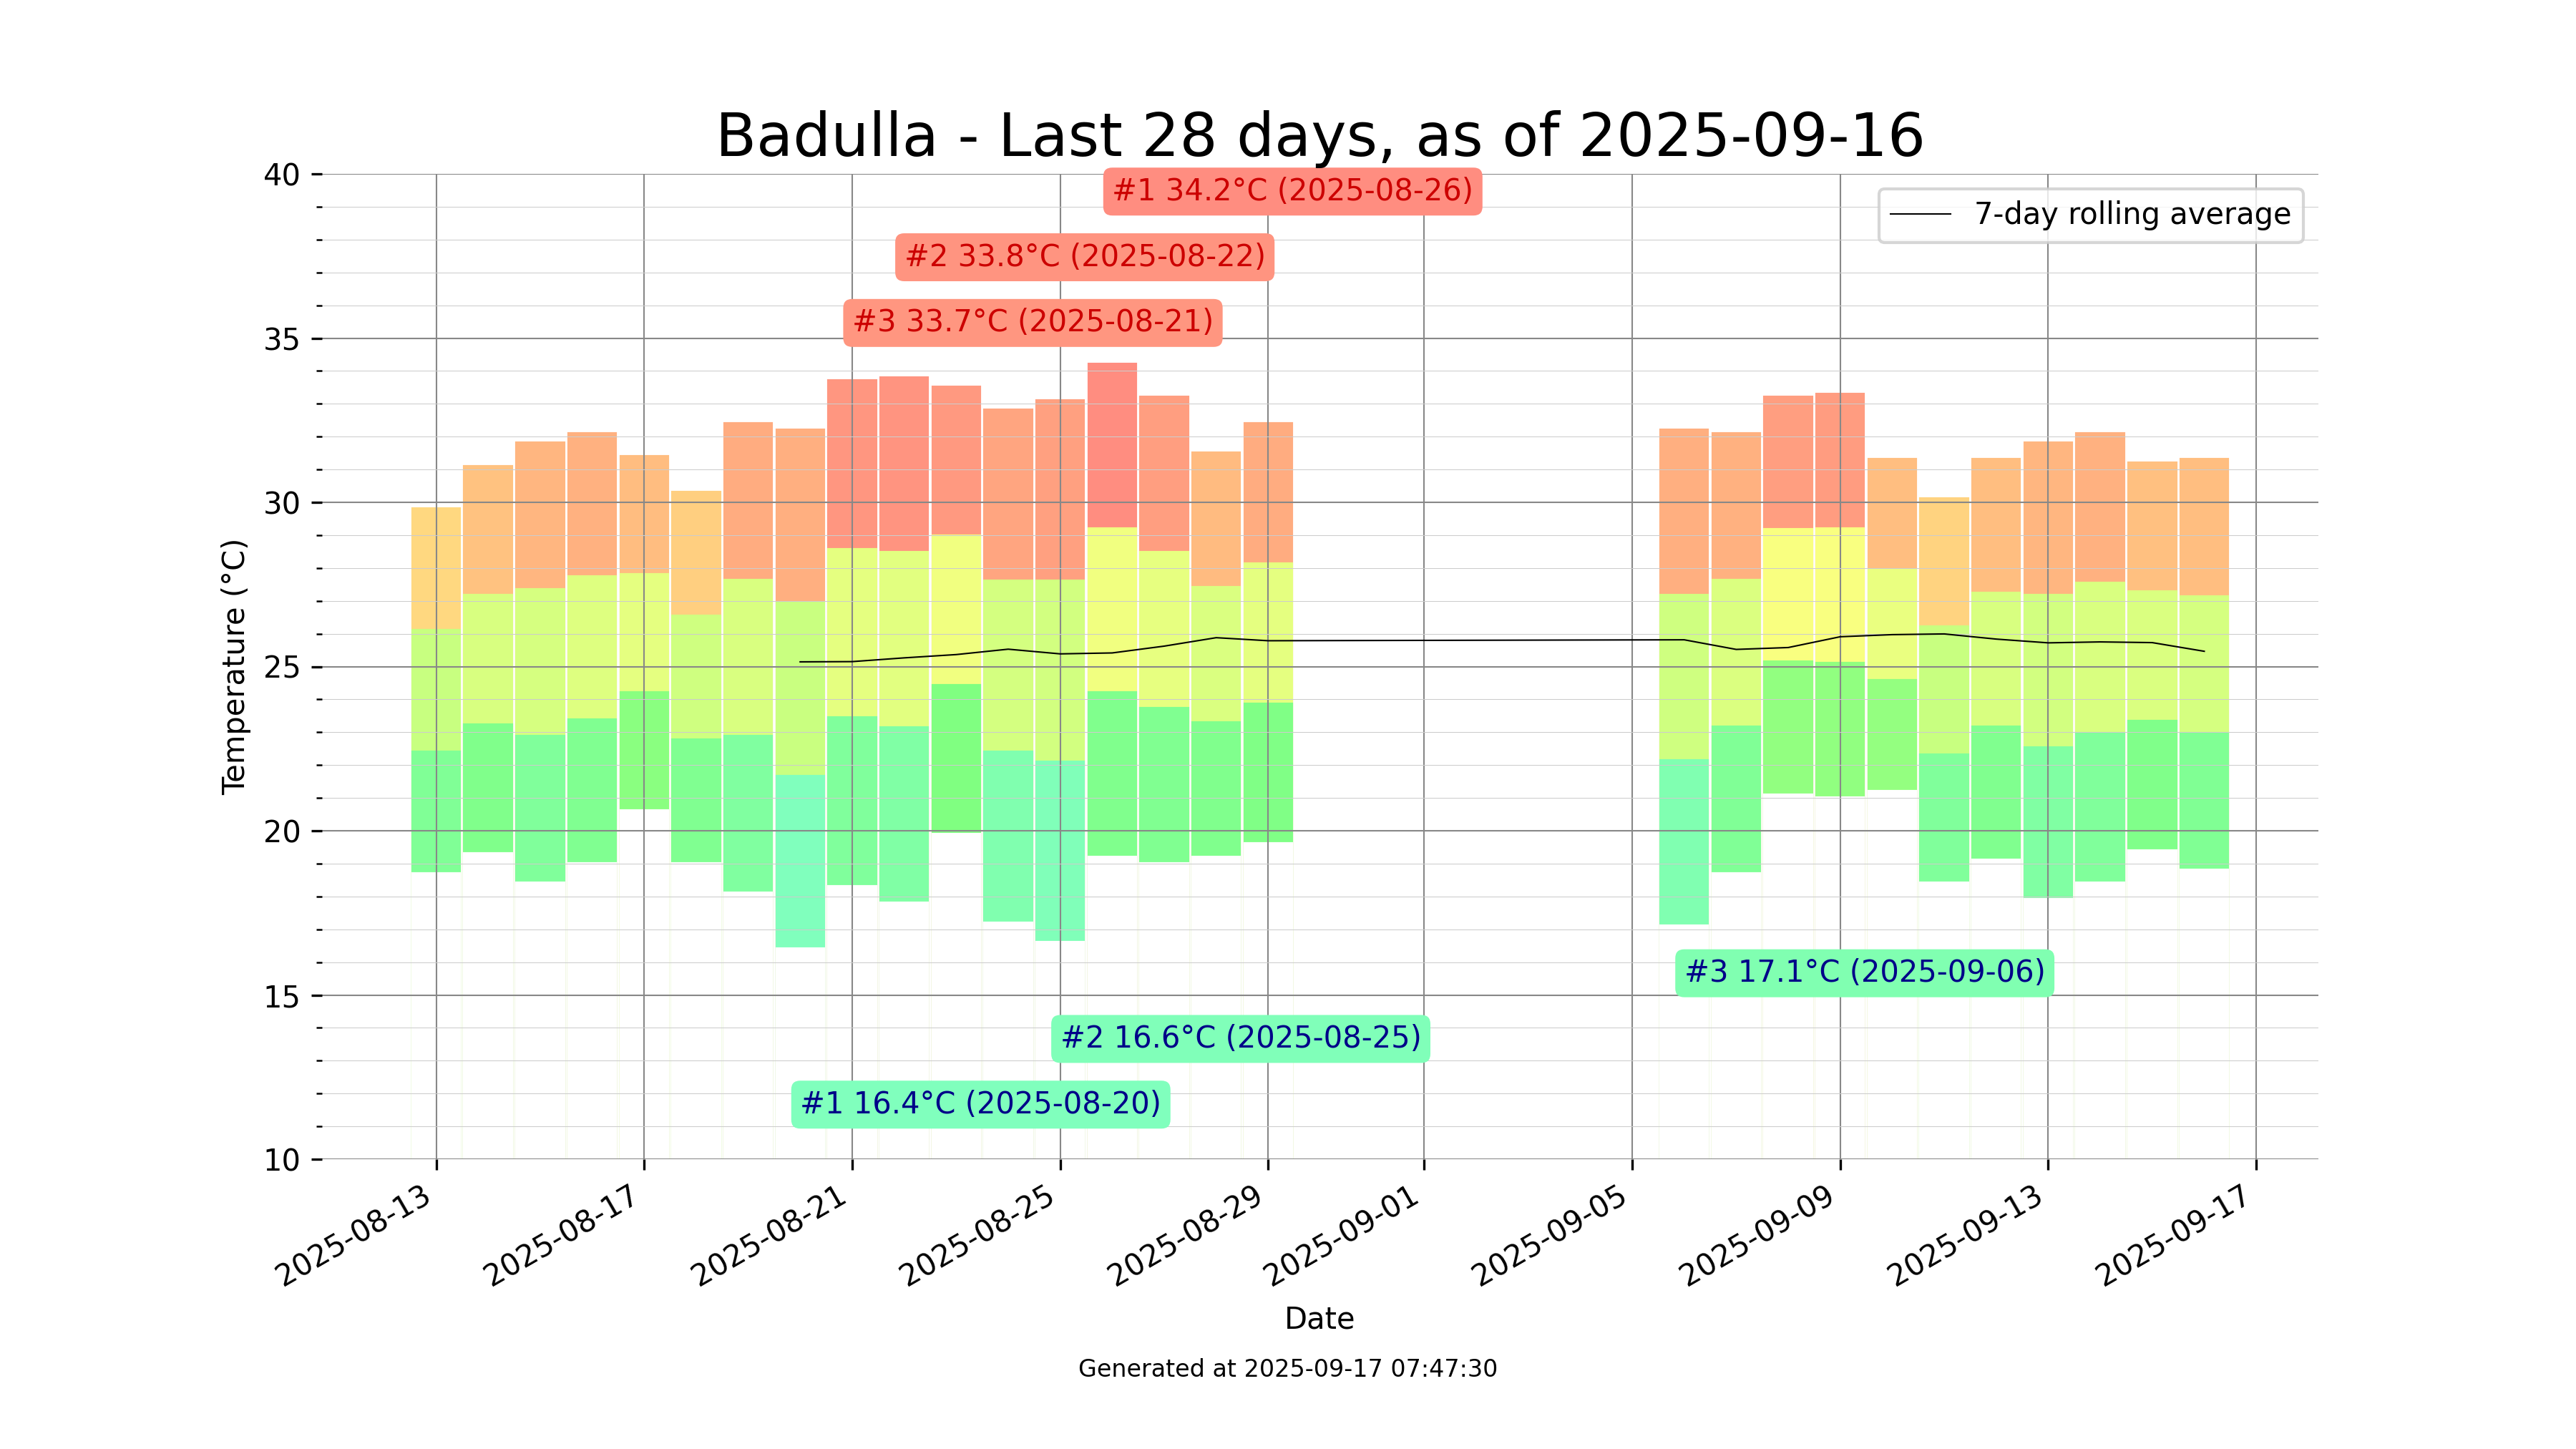 Badulla - Last 28 days, as of 2025-09-16
40
#1 34.2°C (2025-08-26)
7-day rolling average
#2 33.8°C (2025-08-22)
#3 33.7°C (2025-08-21)
35
30
Temperature (°C)
25
20
#3 17.1°C (2025-09-06)
15
#2 16.6°C (2025-08-25)
#1 16.4°C (2025-08-20)
10
2025-08-13
2025-08-17
2025-08-21
2025-08-25
2025-08-29
2025-09-01
2025-09-05
2025-09-09
2025-09-13
2025-09-17
Date
Generated at 2025-09-17 07:47:30